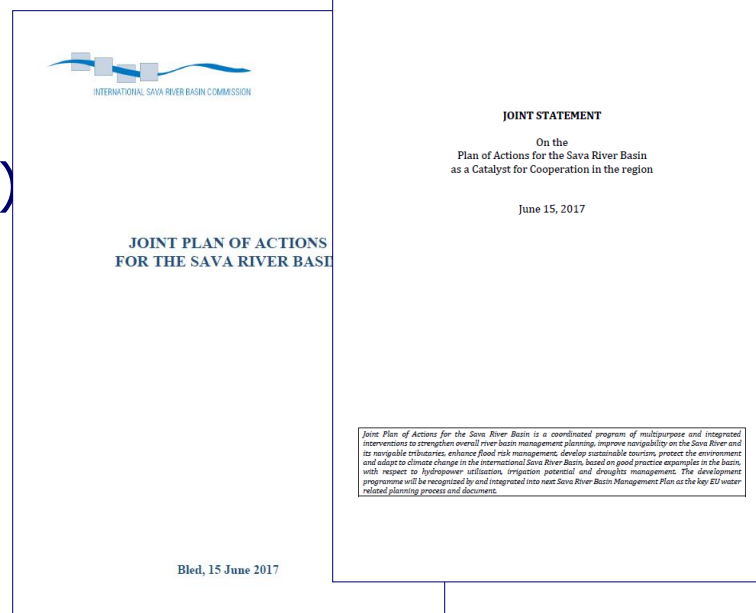 )
INTERNATIONAL SAVA RIVER BASIN COMMISSION
JOINT PLAN OF ACTIONS
FOR THE SAVA RIVER BASI
Bled, 15 June 2017
JOINT STATEMENT
On the
Plan of Actions for the Sava River Basin
as a Catalyst for Cooperation in the region
June 15, 2017
Joint Plan of Actions for the Sava River Basin is a coordinated program of multipurpose and integrated
interventions to strengthen overall river basin management planning, improve navigability on the Sava River and
its navigable tributaries, enhance flood risk management, develop sustainable tourism, protect the environment
and adapt to climate change in the international Sava River Basin, based on good practice expamples in the basin,
with respect to hydropower utilisation, irrigation potential and droughts management. The development
programme will be recognized by and integrated into next Sava River Basin Management Plan as the key EU water
related planning process and document.